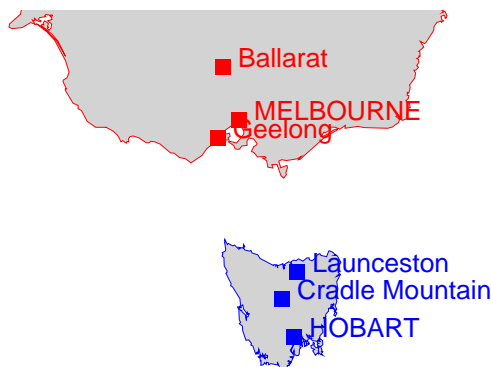 Ballarat
MELBOURNE
Geelong
Launceston
Cradle Mountain
HOBART